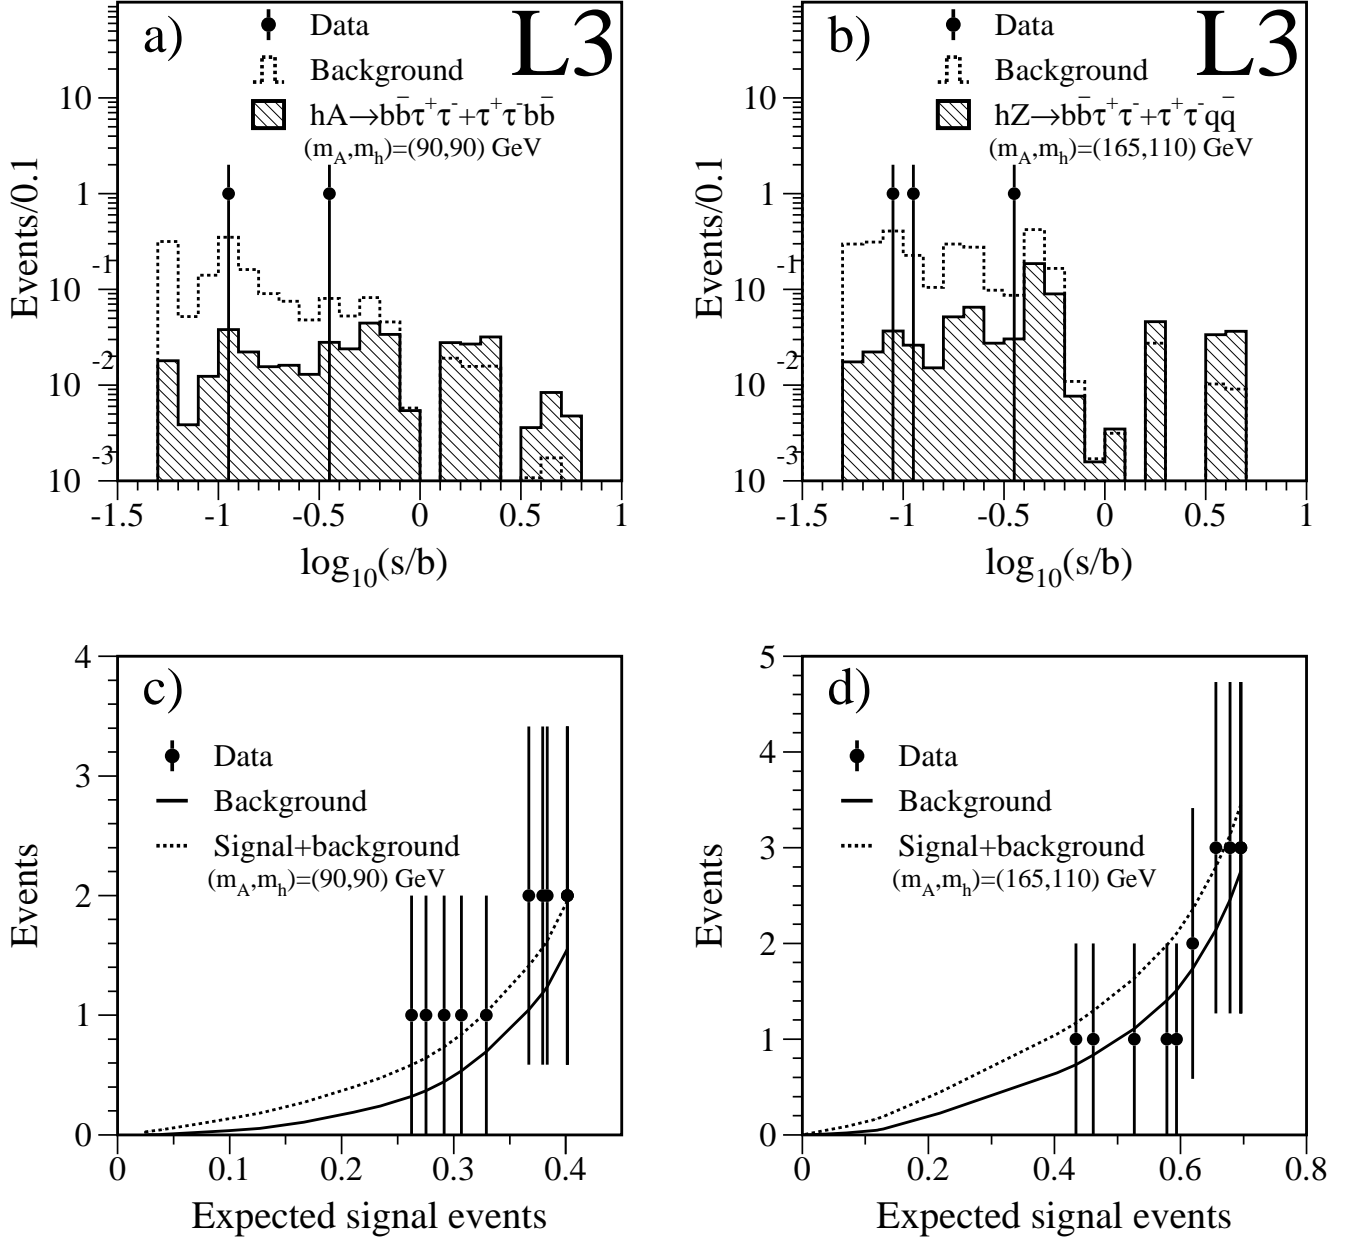 a)
L3
Data
Background
hA→bb̄τ⁺τ⁻+τ⁺τ⁻bb̄
(m_A,m_h)=(90,90) GeV
Events/0.1
10
1
10⁻¹
10⁻²
10⁻³
-1.5 -1 -0.5 0 0.5 1
log₁₀(s/b)
b)
L3
Data
Background
hZ→bb̄τ⁺τ⁻+τ⁺τ⁻qq̄
(m_A,m_h)=(165,110) GeV
Events/0.1
10
1
10⁻¹
10⁻²
10⁻³
-1.5 -1 -0.5 0 0.5 1
log₁₀(s/b)
c)
Data
Background
Signal+background
(m_A,m_h)=(90,90) GeV
Events
4
3
2
1
0
0 0.1 0.2 0.3 0.4
Expected signal events
d)
Data
Background
Signal+background
(m_A,m_h)=(165,110) GeV
Events
5
4
3
2
1
0
0 0.2 0.4 0.6 0.8
Expected signal events